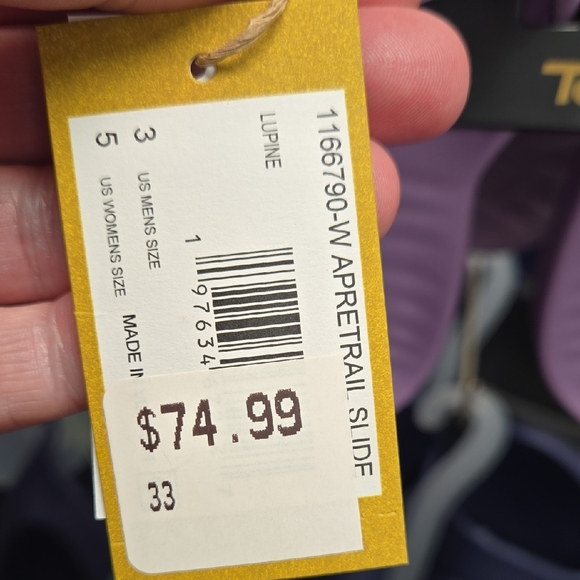 1166790-W APRETRAIL SLIDE
LUPINE
1 97634
3 US MENS SIZE
5 US WOMENS SIZE MADE IN
$74.99
33